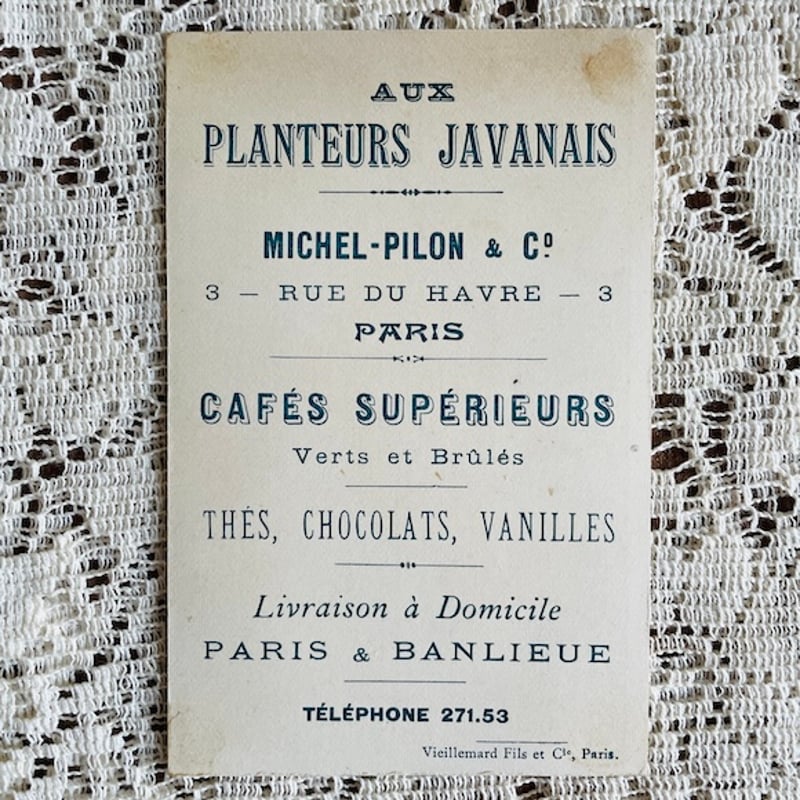 AUX
PLANTEURS JAVANAIS
MICHEL-PILON & Cº
3 — RUE DU HAVRE — 3
PARIS
CAFÉS SUPÉRIEURS
Verts et Brûlés
THÉS, CHOCOLATS, VANILLES
Livraison à Domicile
PARIS & BANLIEUE
TÉLÉPHONE 271.53
Vieillemard Fils et Cie, Paris.